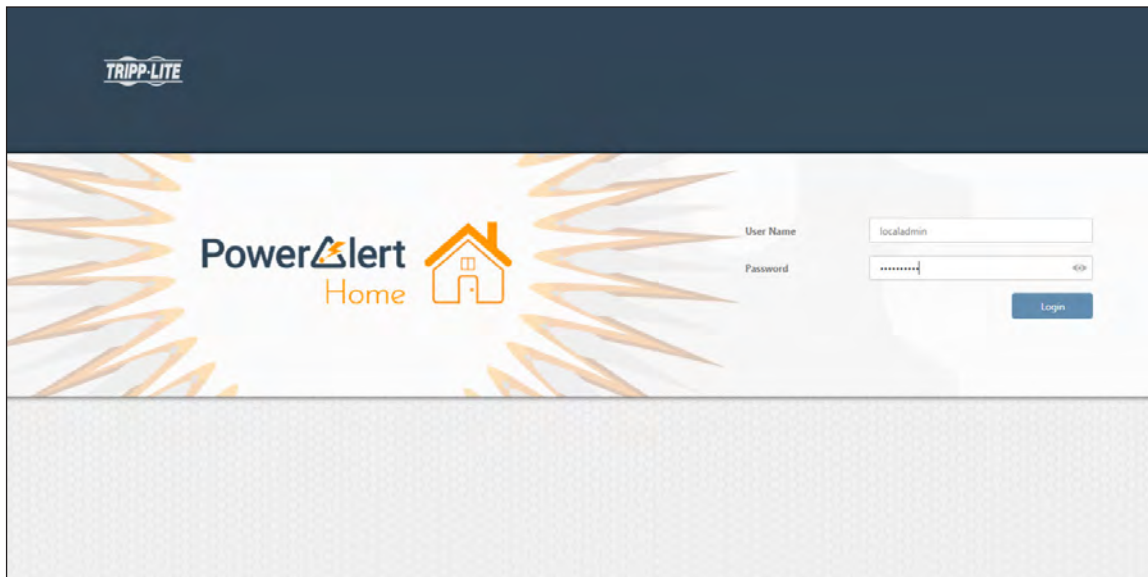 TRIPP·LITE
PowerAlert
Home
User Name
localadmin
Password
••••••••••
Login